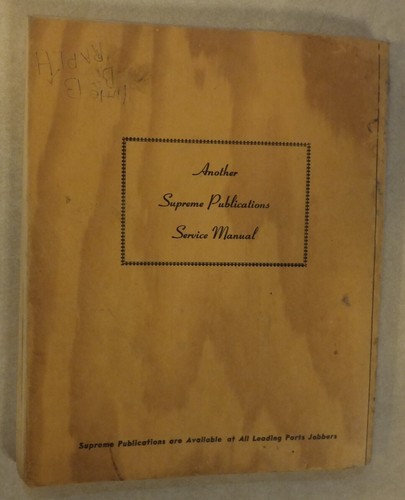 Another
Supreme Publications
Service Manual
Supreme Publications are Available at All Leading Parts Jobbers